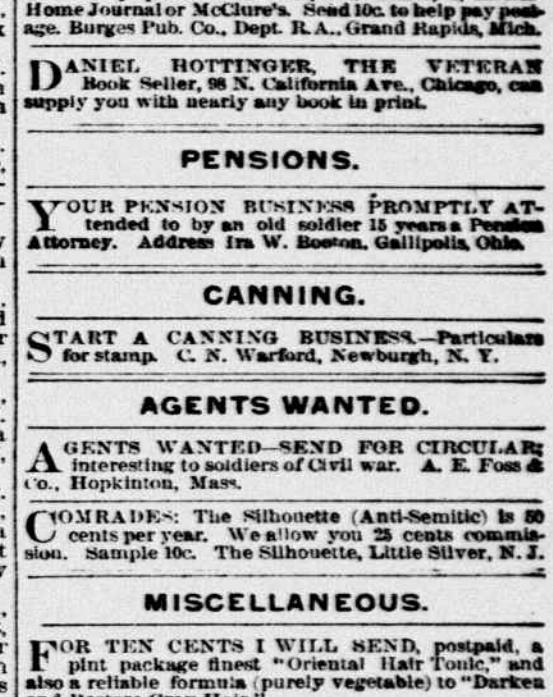 Home Journal or McClure's. Send 10c. to help pay post-
age. Burges Pub. Co., Dept. R. A., Grand Rapids, Mich.
DANIEL HOTTINGER, THE VETERAN
Book Seller, 98 N. California Ave., Chicago, can
supply you with nearly any book in print.
PENSIONS.
YOUR PENSION BUSINESS PROMPTLY AT-
tended to by an old soldier 15 years a Pension
Attorney. Address Ira W. Booton, Gallipolis, Ohio.
CANNING.
START A CANNING BUSINESS.—Particulars
for stamp. C. N. Warford, Newburgh, N. Y.
AGENTS WANTED.
AGENTS WANTED—SEND FOR CIRCULAR;
interesting to soldiers of Civil war. A. E. Foss &
Co., Hopkinton, Mass.
COMRADES: The Silhouette (Anti-Semitic) is 50
cents per year. We allow you 25 cents commis-
sion. Sample 10c. The Silhouette, Little Silver, N. J.
MISCELLANEOUS.
FOR TEN CENTS I WILL SEND, postpaid, a
pint package finest "Oriental Hair Tonic," and
also a reliable formula (purely vegetable) to "Darken